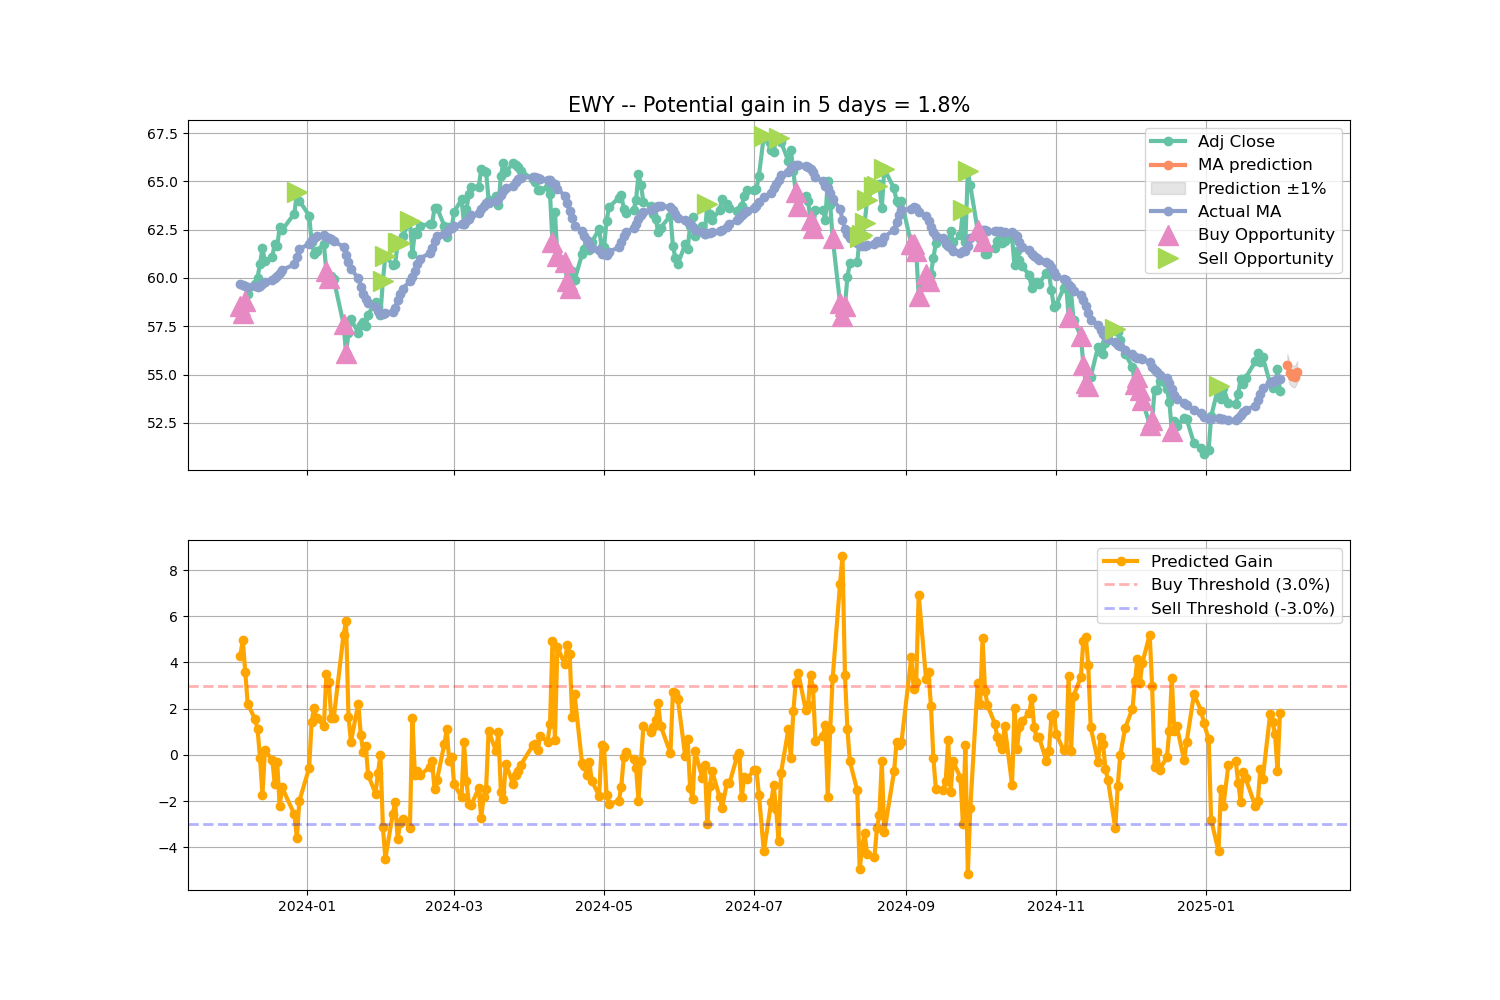 EWY -- Potential gain in 5 days = 1.8%
67.5
65.0
62.5
60.0
57.5
55.0
52.5
Adj Close
MA prediction
Prediction ±1%
Actual MA
Buy Opportunity
Sell Opportunity
8
6
4
2
0
−2
−4
Predicted Gain
Buy Threshold (3.0%)
Sell Threshold (-3.0%)
2024-01 2024-03 2024-05 2024-07 2024-09 2024-11 2025-01